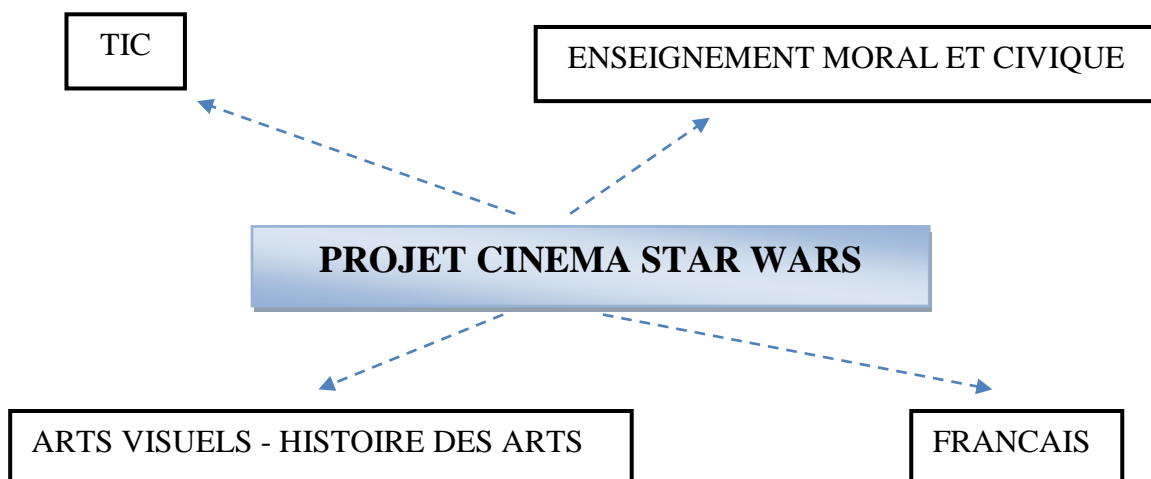 TIC
ENSEIGNEMENT MORAL ET CIVIQUE
PROJET CINEMA STAR WARS
ARTS VISUELS - HISTOIRE DES ARTS
FRANCAIS